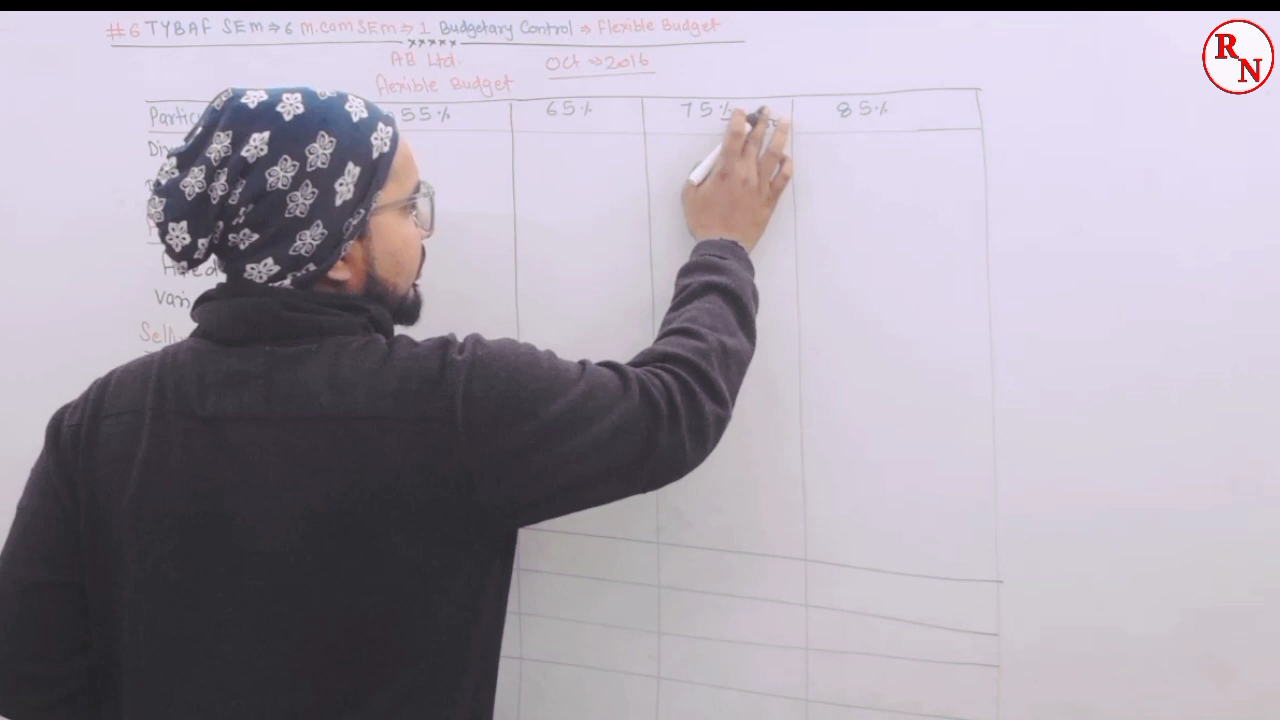 #6 TYBAF SEm⇒6 M.com SEm⇒1 Budgetary Control ⇒ Flexible Budget
×××××
AB Ltd. Oct ⇒2016
flexible Budget
55% 65% 75% 85%
RN